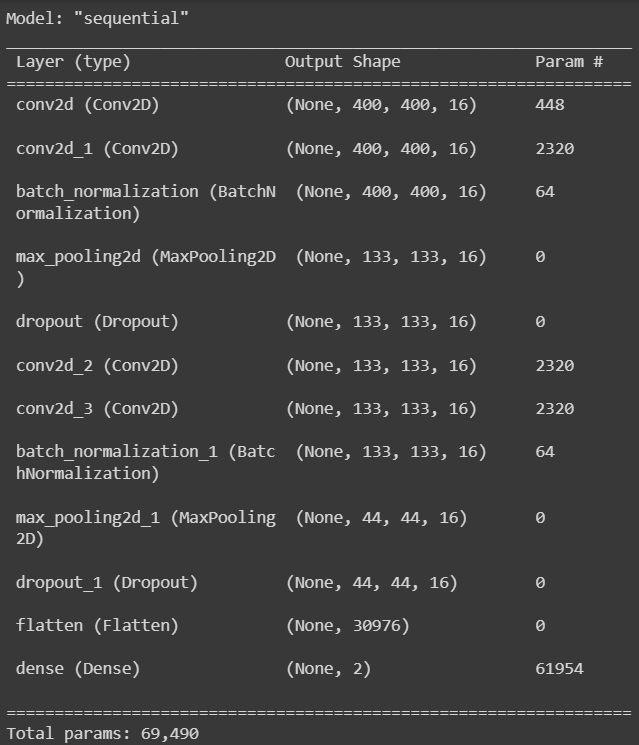 Model: "sequential"
Layer (type) Output Shape Param #
conv2d (Conv2D) (None, 400, 400, 16) 448
conv2d_1 (Conv2D) (None, 400, 400, 16) 2320
batch_normalization (BatchN (None, 400, 400, 16) 64
ormalization)
max_pooling2d (MaxPooling2D (None, 133, 133, 16) 0
)
dropout (Dropout) (None, 133, 133, 16) 0
conv2d_2 (Conv2D) (None, 133, 133, 16) 2320
conv2d_3 (Conv2D) (None, 133, 133, 16) 2320
batch_normalization_1 (Batc (None, 133, 133, 16) 64
hNormalization)
max_pooling2d_1 (MaxPooling (None, 44, 44, 16) 0
2D)
dropout_1 (Dropout) (None, 44, 44, 16) 0
flatten (Flatten) (None, 30976) 0
dense (Dense) (None, 2) 61954
Total params: 69,490